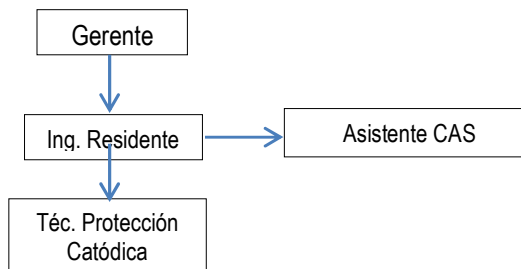 Gerente
Ing. Residente
Asistente CAS
Téc. Protección
Catódica